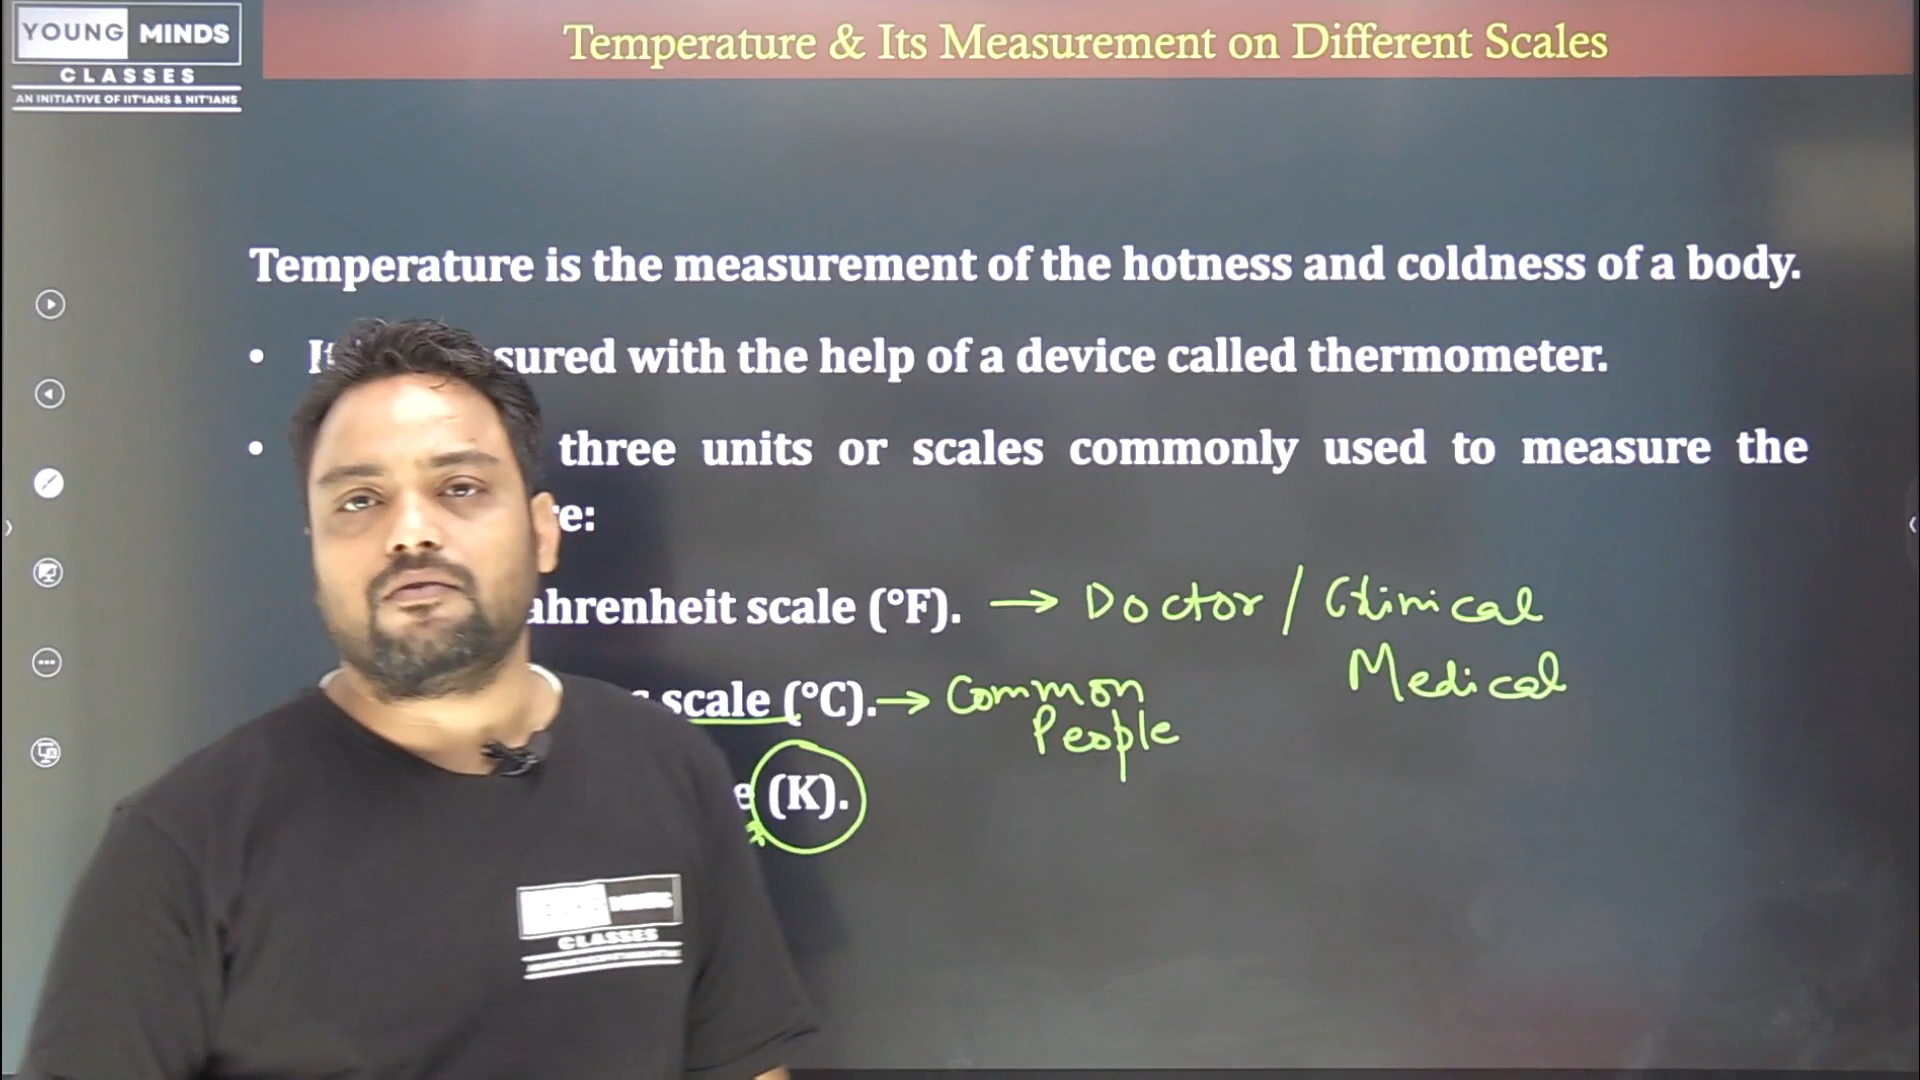 YOUNG MINDS
CLASSES
AN INITIATIVE OF IIT'IANS & NIT'IANS
Temperature & Its Measurement on Different Scales
Temperature is the measurement of the hotness and coldness of a body.
• sured with the help of a device called thermometer.
• three units or scales commonly used to measure the
re:
ahrenheit scale (°F). → Doctor / Clinical
Medical
s scale (°C). → Common
People
e (K).
CLASSES